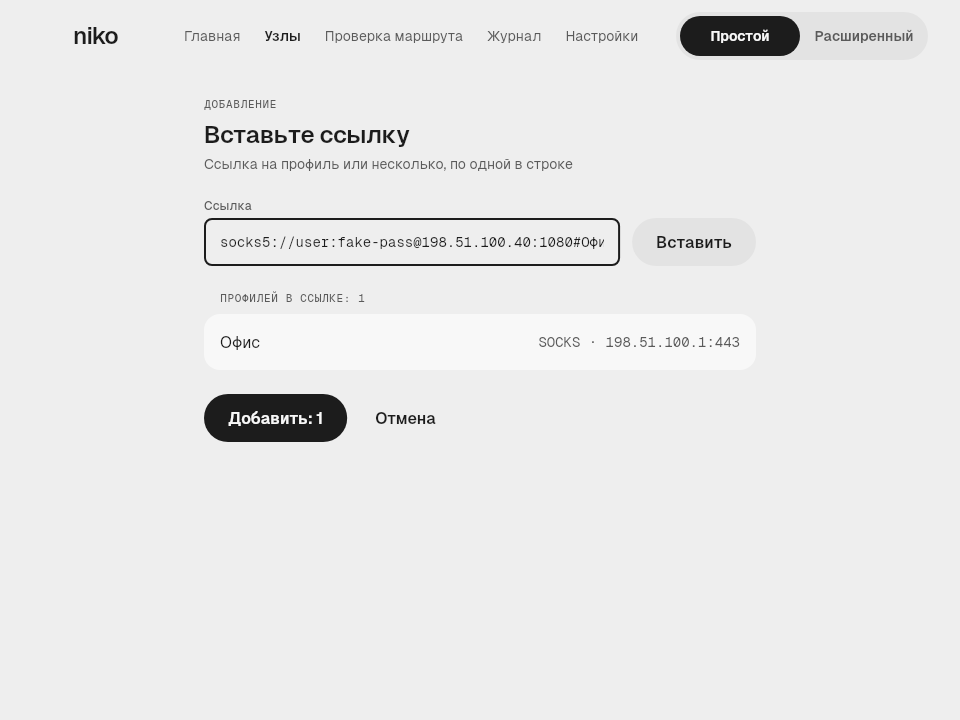 niko
Главная Узлы Проверка маршрута Журнал Настройки Простой Расширенный
ДОБАВЛЕНИЕ
Вставьте ссылку
Ссылка на профиль или несколько, по одной в строке
Ссылка
socks5://user:fake-pass@198.51.100.40:1080#Офи
Вставить
ПРОФИЛЕЙ В ССЫЛКЕ: 1
Офис SOCKS · 198.51.100.1:443
Добавить: 1 Отмена